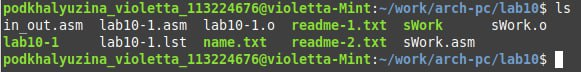 podkhalyuzina_violetta_113224676@violetta-Mint:~/work/arch-pc/lab10$ ls
in_out.asm  lab10-1.asm  lab10-1.o  readme-1.txt  sWork  sWork.o
lab10-1  lab10-1.lst  name.txt  readme-2.txt  sWork.asm
podkhalyuzina_violetta_113224676@violetta-Mint:~/work/arch-pc/lab10$